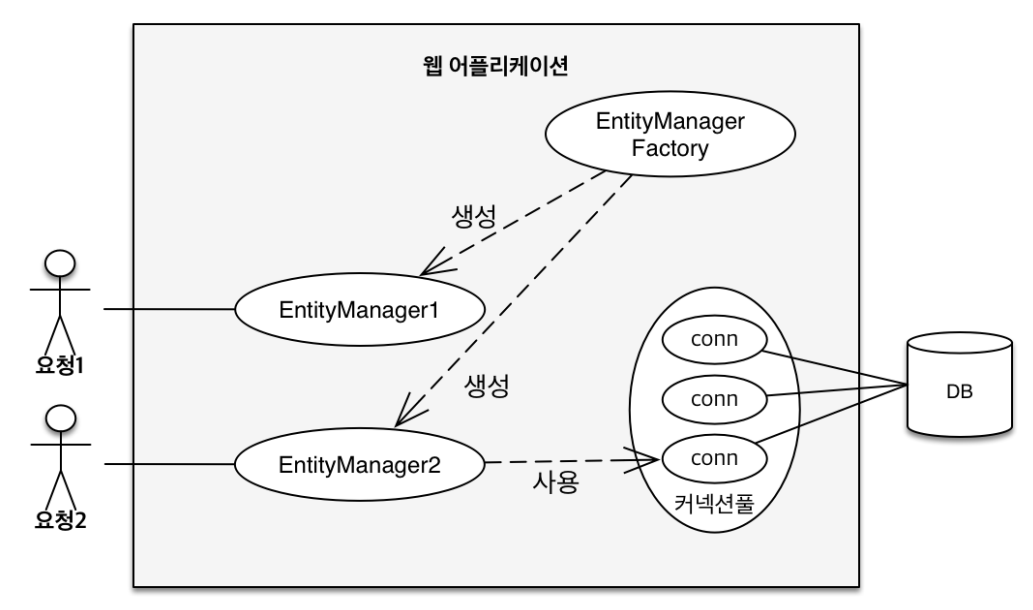 웹 어플리케이션
EntityManager
Factory
생성
요청1
EntityManager1
conn
생성
conn
DB
요청2
EntityManager2
사용
conn
커넥션풀